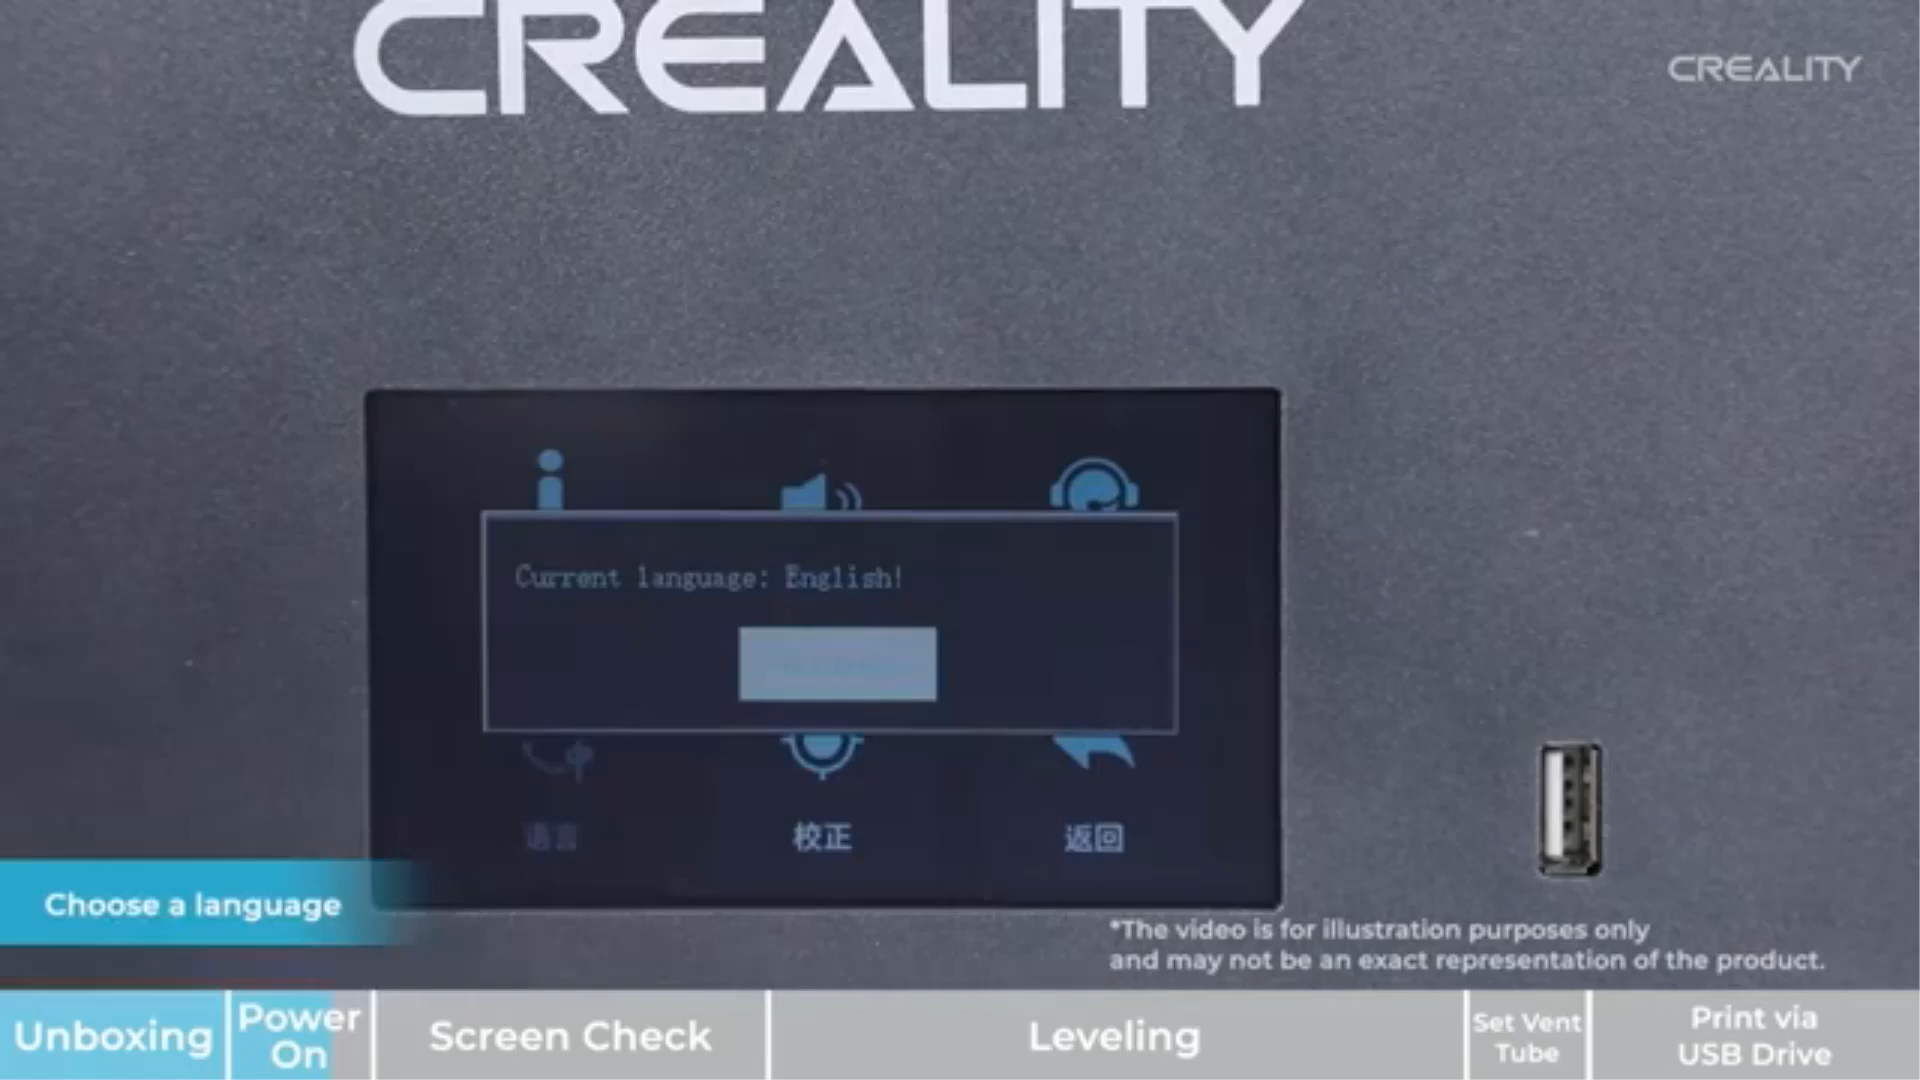 CREALITY
CREALITY
Current language: English!
语言
校正
返回
Choose a language
*The video is for illustration purposes only
and may not be an exact representation of the product.
Unboxing
Power
On
Screen Check
Leveling
Set Vent
Tube
Print via
USB Drive